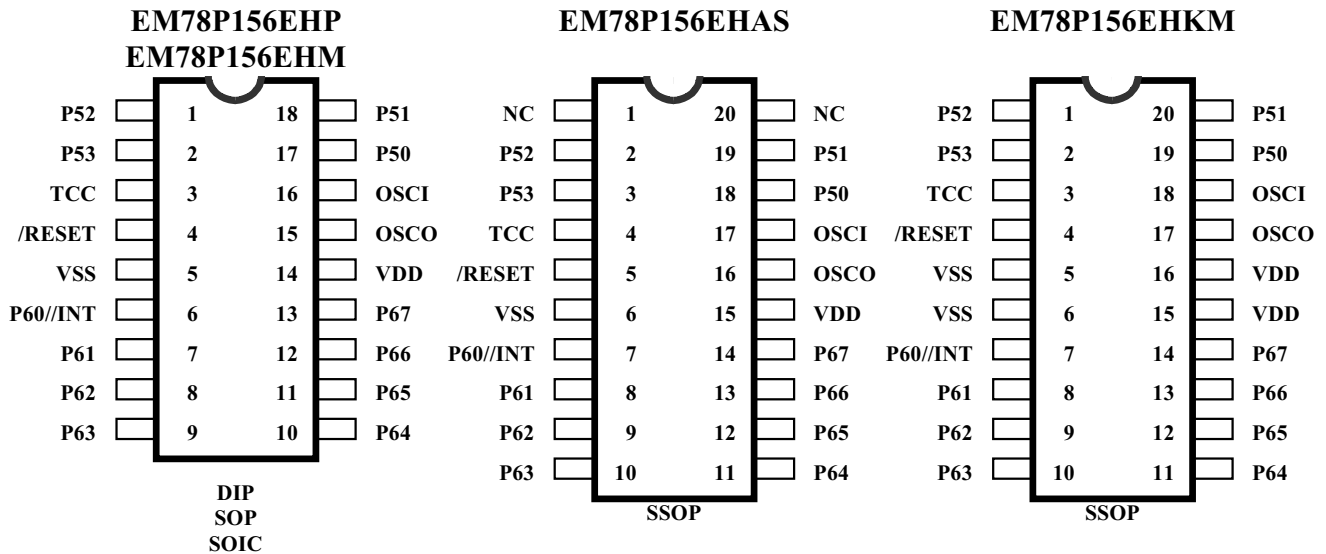 EM78P156EHP
EM78P156EHM
P52 1 18 P51
P53 2 17 P50
TCC 3 16 OSCI
/RESET 4 15 OSCO
VSS 5 14 VDD
P60//INT 6 13 P67
P61 7 12 P66
P62 8 11 P65
P63 9 10 P64
DIP
SOP
SOIC
EM78P156EHAS
NC 1 20 NC
P52 2 19 P51
P53 3 18 P50
TCC 4 17 OSCI
/RESET 5 16 OSCO
VSS 6 15 VDD
P60//INT 7 14 P67
P61 8 13 P66
P62 9 12 P65
P63 10 11 P64
SSOP
EM78P156EHKM
P52 1 20 P51
P53 2 19 P50
TCC 3 18 OSCI
/RESET 4 17 OSCO
VSS 5 16 VDD
VSS 6 15 VDD
P60//INT 7 14 P67
P61 8 13 P66
P62 9 12 P65
P63 10 11 P64
SSOP